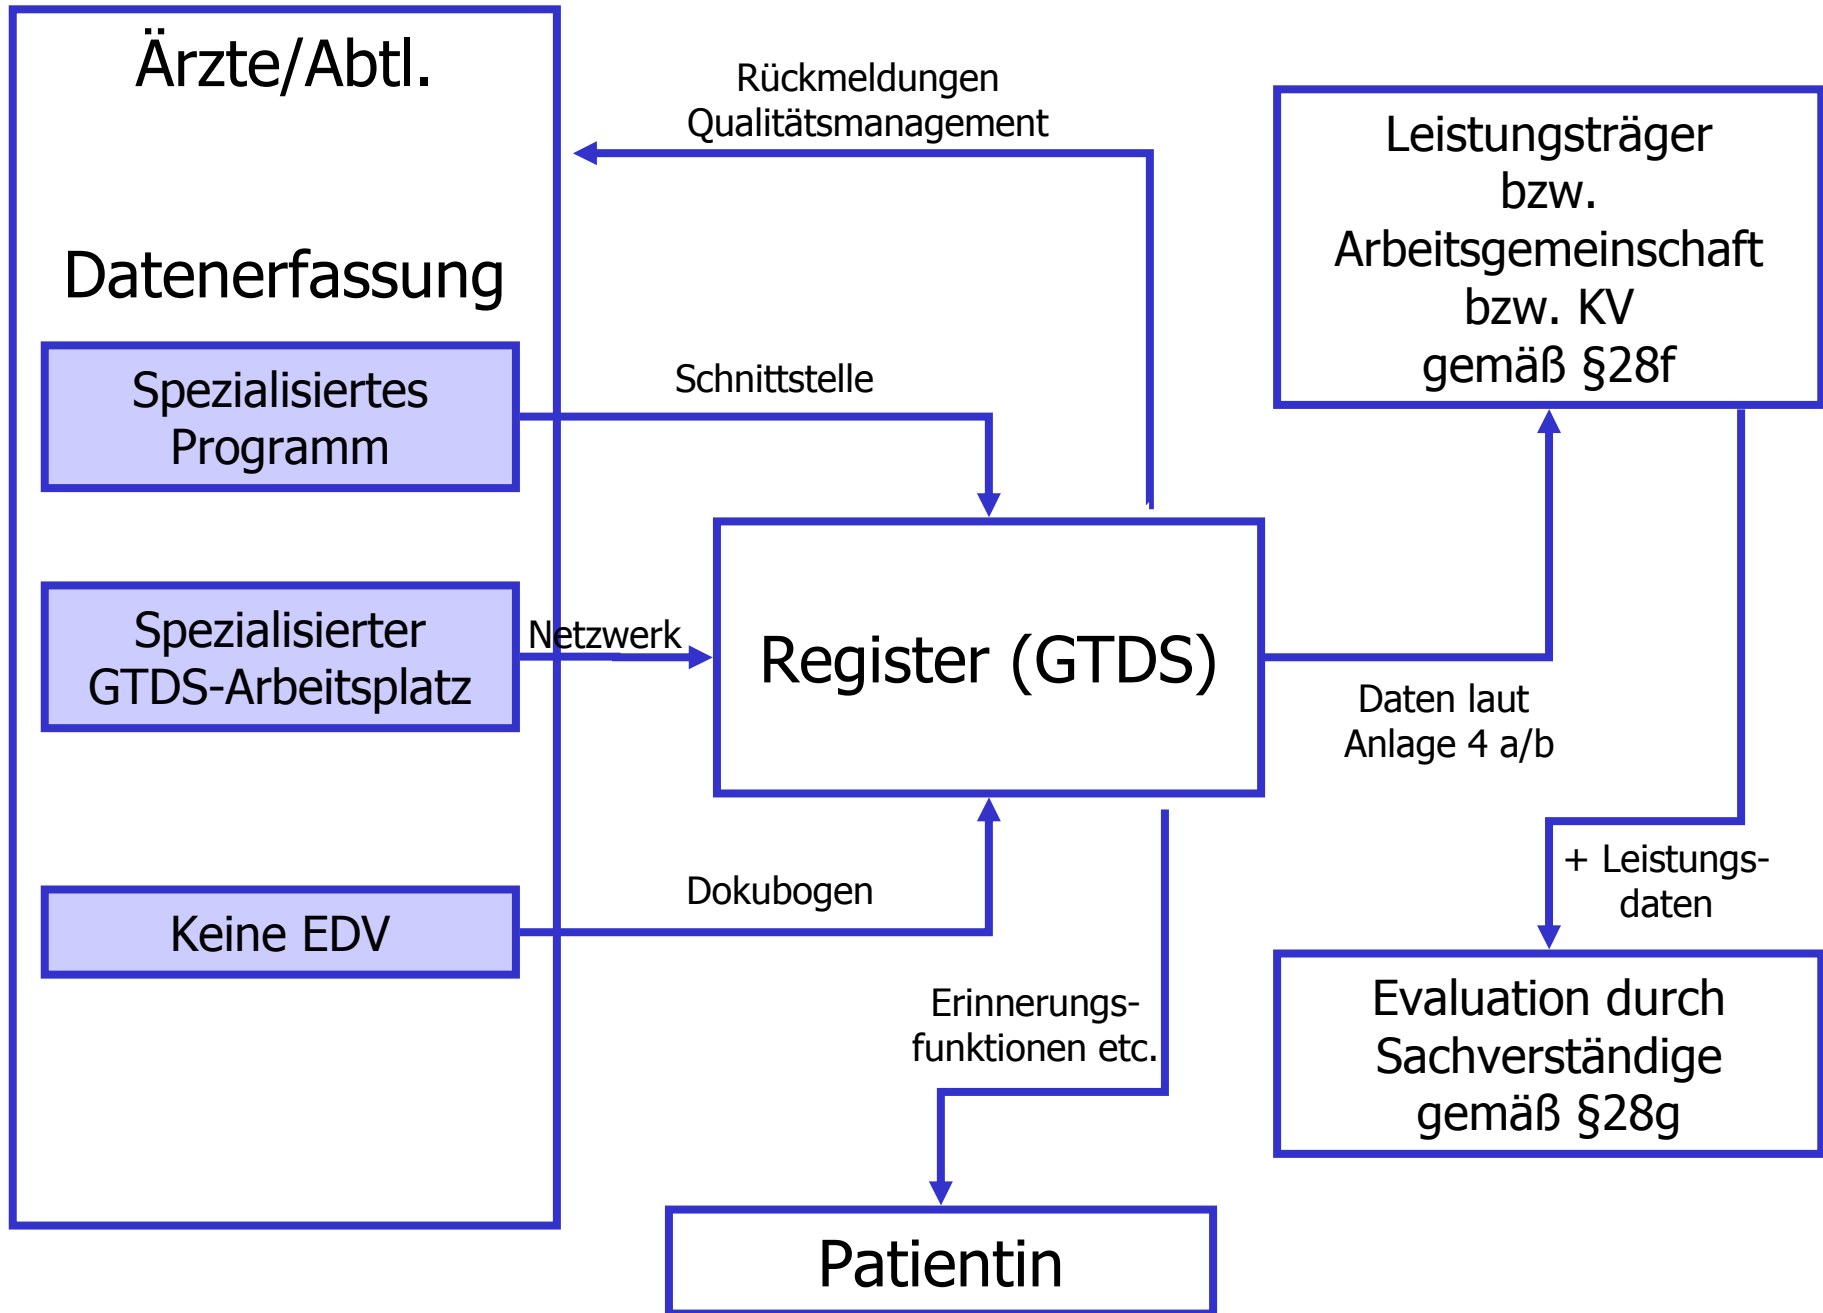 Ärzte/Abtl.
Datenerfassung
Spezialisiertes
Programm
Spezialisierter
GTDS-Arbeitsplatz
Keine EDV
Rückmeldungen
Qualitätsmanagement
Schnittstelle
Netzwerk
Dokubogen
Register (GTDS)
Erinnerungs-
funktionen etc.
Patientin
Leistungsträger
bzw.
Arbeitsgemeinschaft
bzw. KV
gemäß §28f
Daten laut
Anlage 4 a/b
+ Leistungs-
daten
Evaluation durch
Sachverständige
gemäß §28g